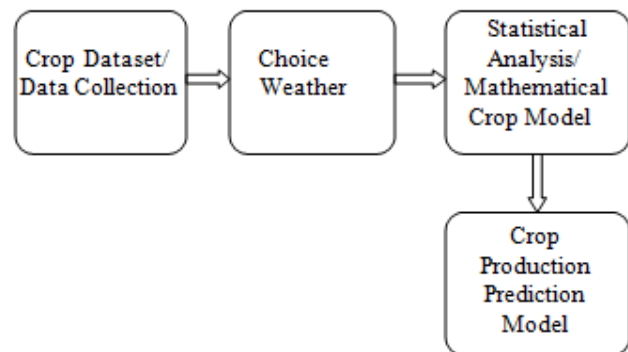 Crop Dataset/
Data Collection
Choice
Weather
Statistical
Analysis/
Mathematical
Crop Model
Crop
Production
Prediction
Model